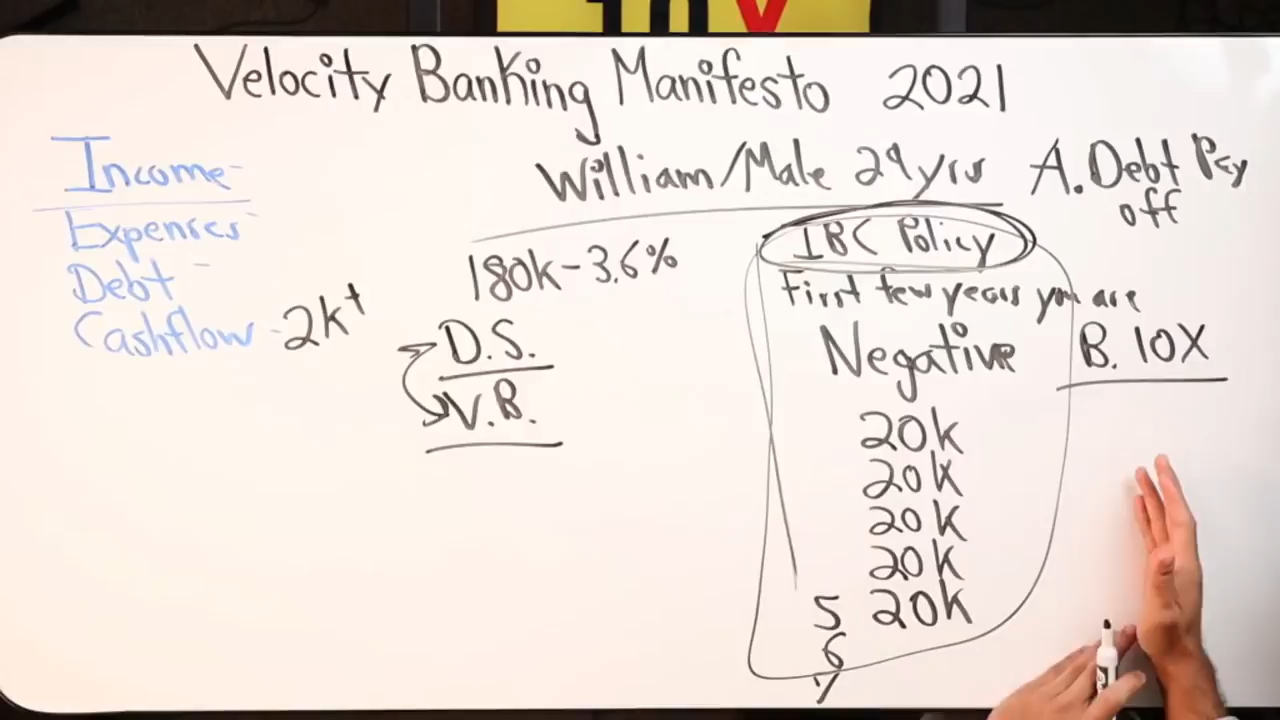 10X
Velocity Banking Manifesto 2021
Income
Expenses
Debt
Cashflow - 2k+
William/Male 29yrs
180k - 3.6%
D.S.
V.B.
IBC Policy
First few years you are
Negative
20k
20k
20k
20k
5 20k
6
7
A. Debt Pay
off
B. 10X